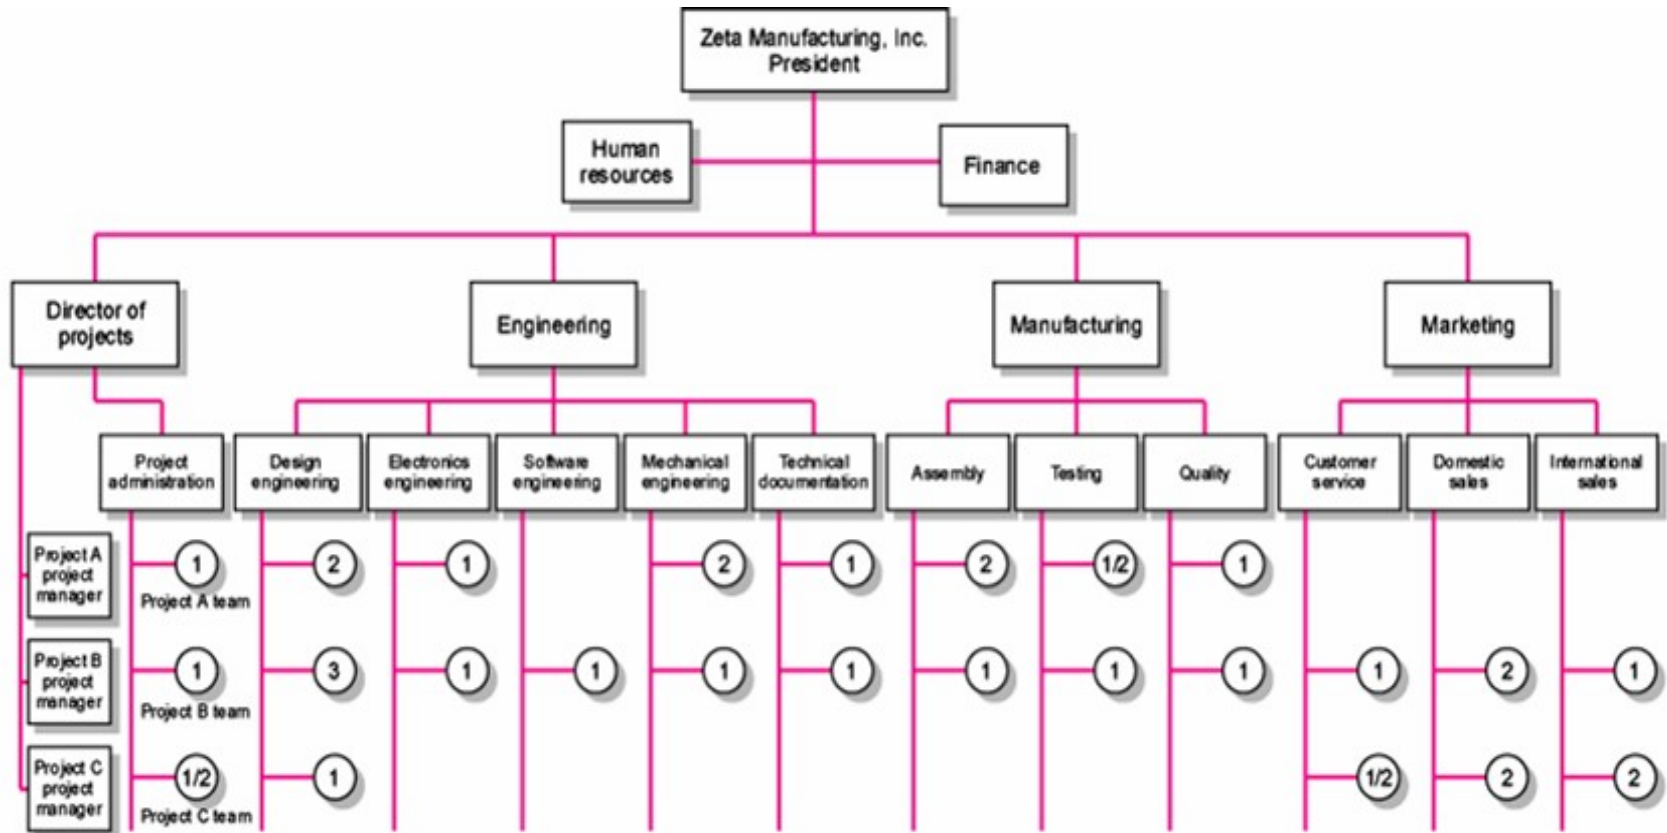 Zeta Manufacturing, Inc.
President
Human
resources
Finance
Director of
projects
Engineering
Manufacturing
Marketing
Project
administration
Design
engineering
Electronics
engineering
Software
engineering
Mechanical
engineering
Technical
documentation
Assembly
Testing
Quality
Customer
service
Domestic
sales
International
sales
Project A
project
manager
1
2
1
2
1
2
1/2
1
Project A team
Project B
project
manager
1
3
1
1
1
1
1
1
1
1
2
1
Project B team
Project C
project
manager
1/2
1
1/2
2
2
Project C team